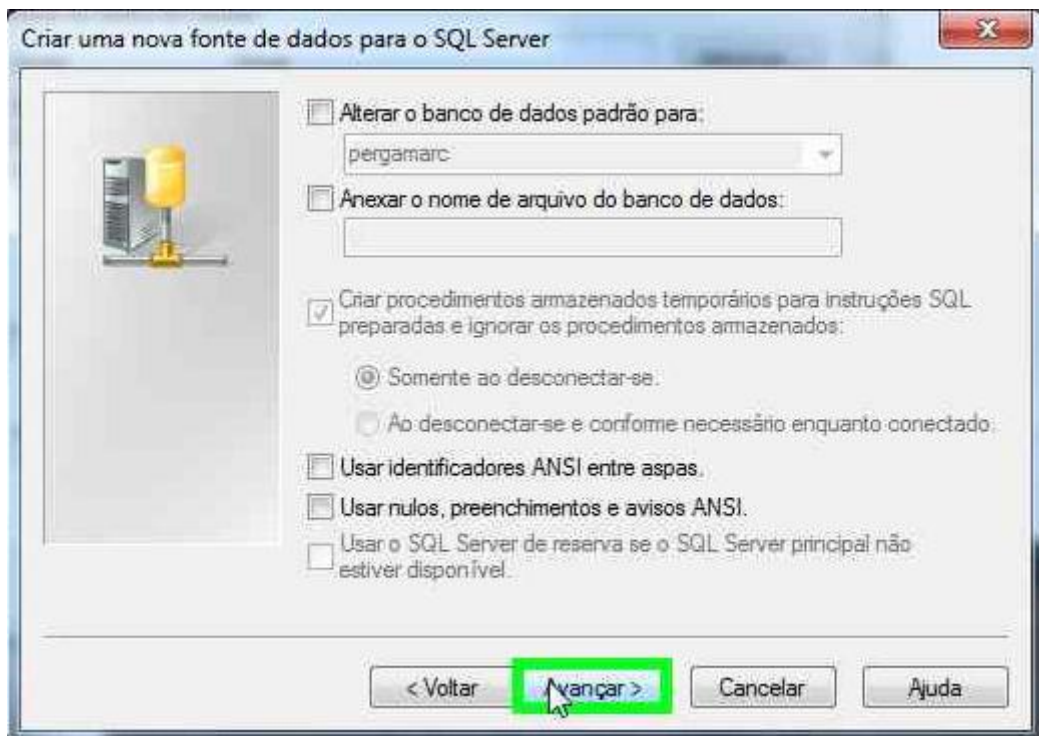 Criar uma nova fonte de dados para o SQL Server
Alterar o banco de dados padrão para:
pergamarc
Anexar o nome de arquivo do banco de dados:
Criar procedimentos armazenados temporários para instruções SQL
preparadas e ignorar os procedimentos armazenados:
Somente ao desconectar-se.
Ao desconectar-se e conforme necessário enquanto conectado.
Usar identificadores ANSI entre aspas.
Usar nulos, preenchimentos e avisos ANSI.
Usar o SQL Server de reserva se o SQL Server principal não
estiver disponível.
< Voltar Avançar > Cancelar Ajuda